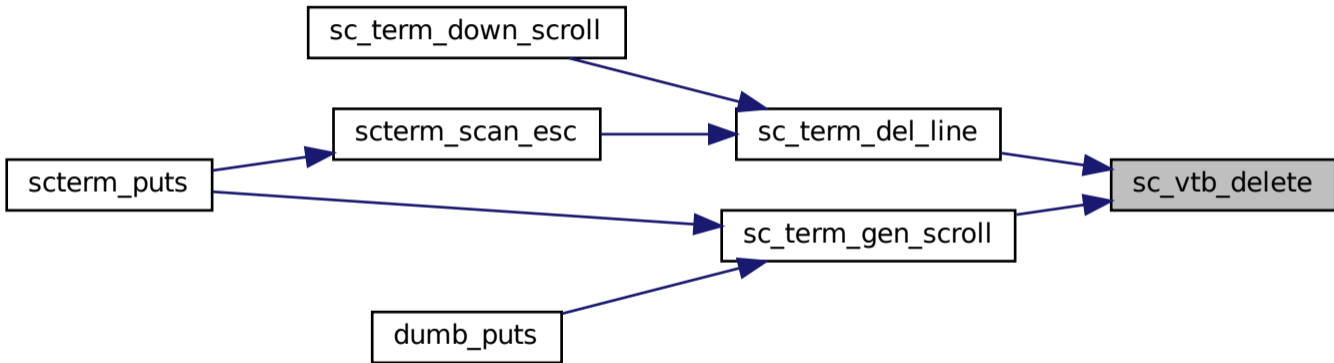 sc_term_down_scroll
scterm_scan_esc
sc_term_del_line
scterm_puts
sc_vtb_delete
sc_term_gen_scroll
dumb_puts